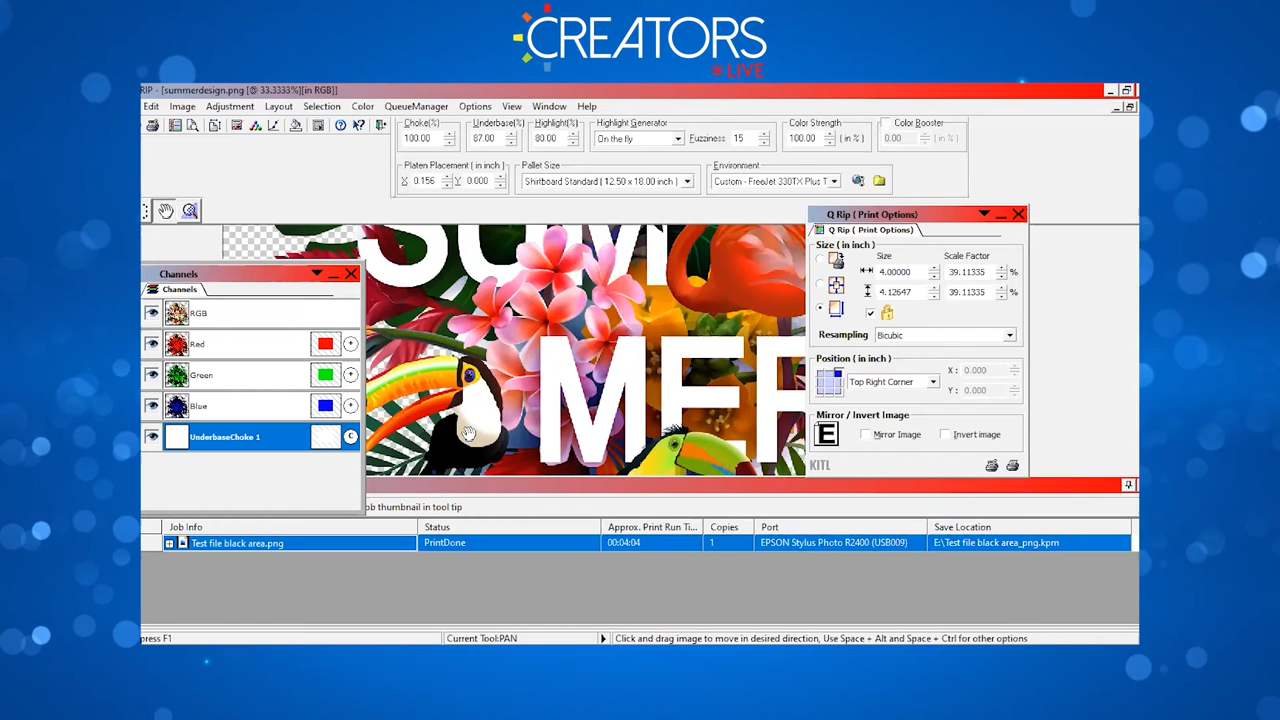 CREATORS
LIVE
RIP - [summerdesign.png [@ 33.3333%][in RGB]]
Edit Image Adjustment Layout Selection Color QueueManager Options View Window Help
Choke(%) Underbase(%) Highlight(%) Highlight Generator Color Strength Color Booster
100.00 87.00 80.00 On the fly Fuzziness 15 100.00 ( in % ) 0.00 ( in % )
Platen Placement ( in inch ) Pallet Size Environment
X 0.156 Y 0.000 Shirtboard Standard ( 12.50 x 18.00 inch ) Custom - FreeJet 330TX Plus T
Q Rip ( Print Options)
Q Rip ( Print Options)
Size ( in inch )
Size Scale Factor
4.00000 39.11335 %
4.12647 39.11335 %
Resampling Bicubic
Position ( in inch )
X : 0.000
Top Right Corner
Y : 0.000
Mirror / Invert Image
E Mirror Image Invert image
KITL
Channels
Channels
RGB
Red
Green
Blue
UnderbaseChoke 1
SUM
MER
ob thumbnail in tool tip
Job Info Status Approx. Print Run Ti... Copies Port Save Location
Test file black area.png PrintDone 00:04:04 1 EPSON Stylus Photo R2400 (USB009) E:\Test file black area_png.kpm
press F1 Current Tool:PAN Click and drag image to move in desired direction, Use Space + Alt and Space + Ctrl for other options